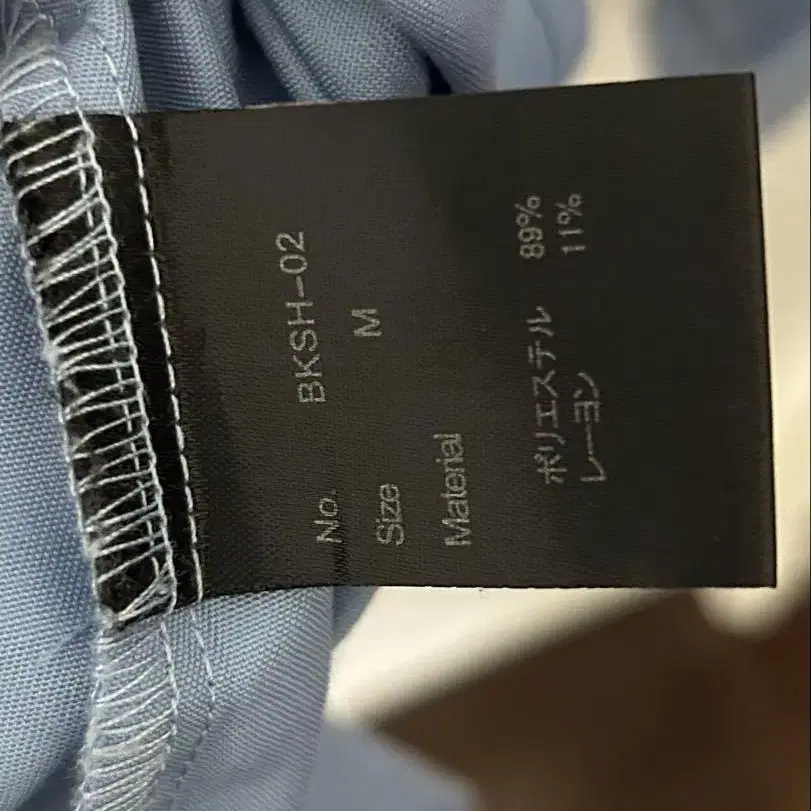 No. BKSH-02
Size M
Material
ポリエステル 89%
レーヨン 11%